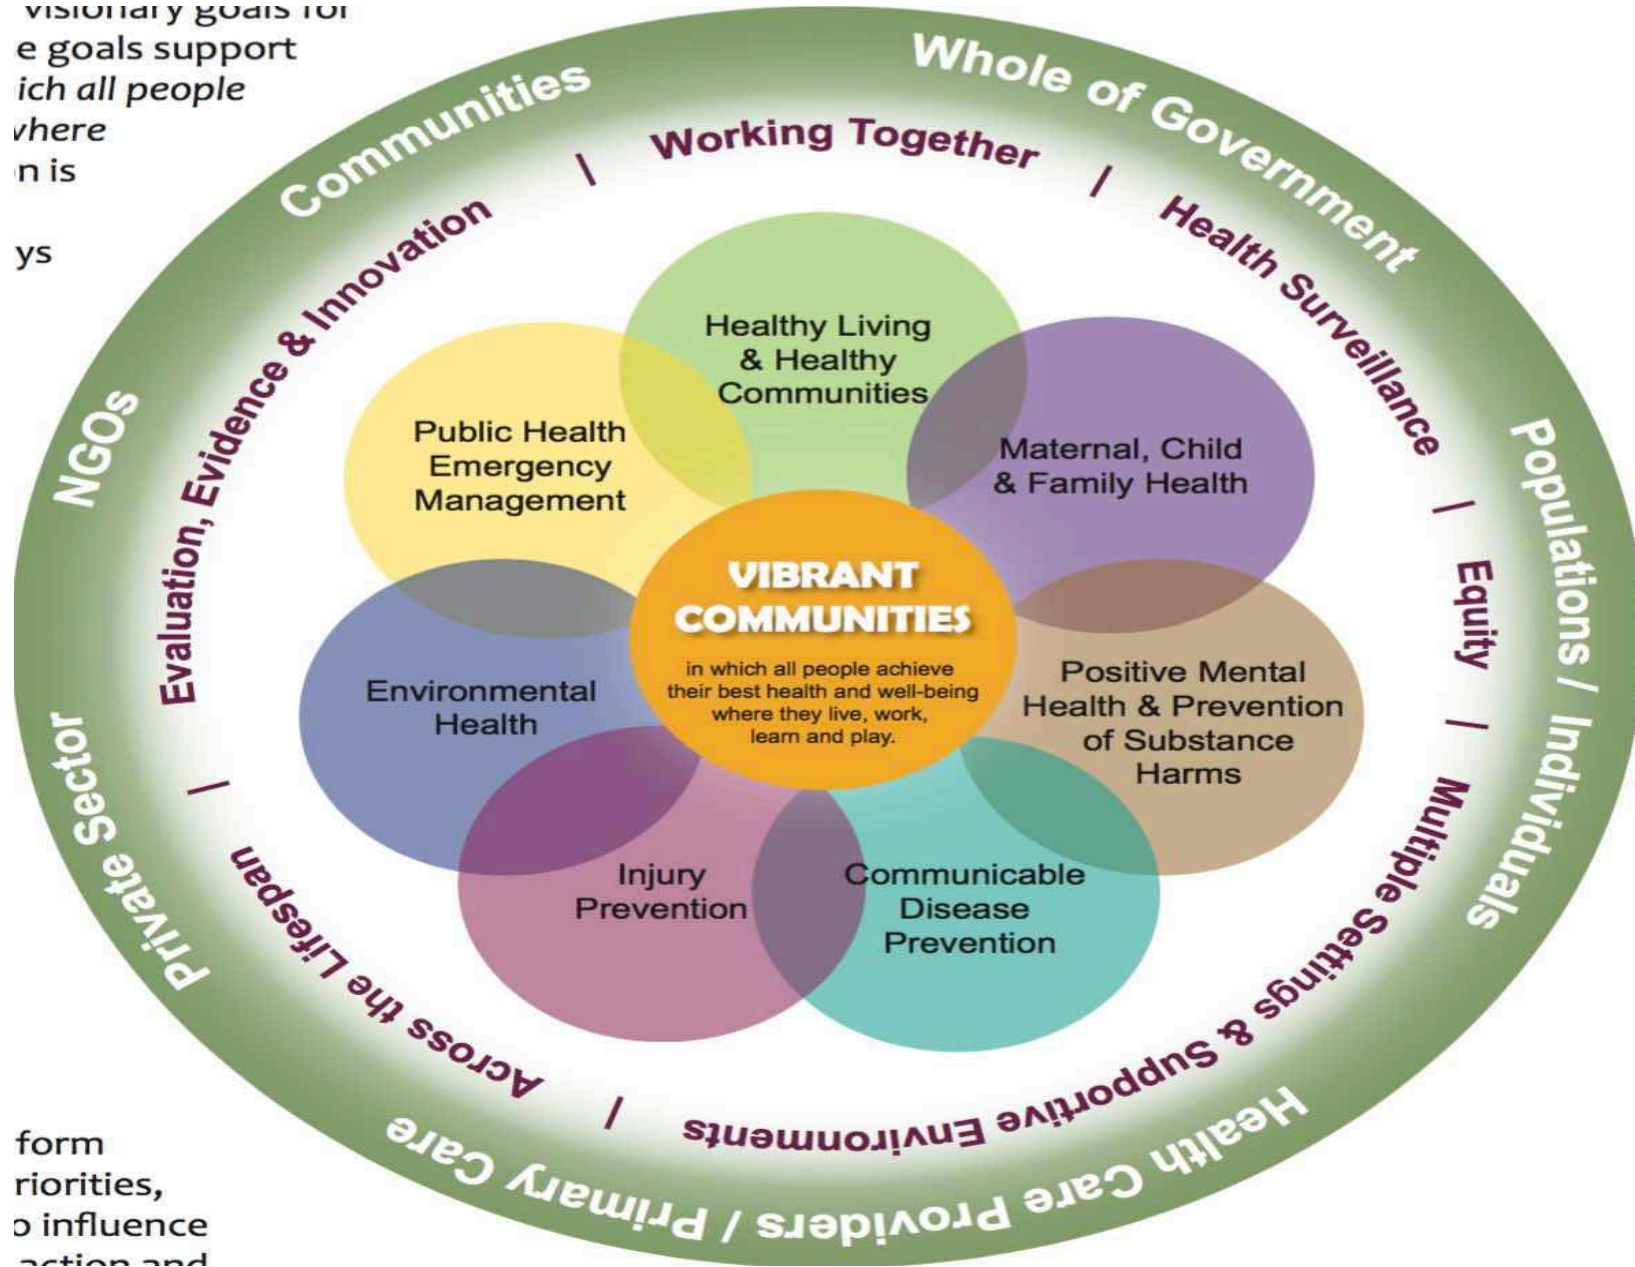 visionary goals for
e goals support
ich all people
where
n is
ys
form
riorities,
o influence
action and
Communities
Whole of Government
Populations / Individuals
Health Care Providers / Primary Care
Private Sector
NGOs
Working Together
|
Health Surveillance
|
Equity
|
Multiple Settings & Supportive Environments
|
Across the Lifespan
|
Evaluation, Evidence & Innovation
|
Healthy Living
& Healthy
Communities
Maternal, Child
& Family Health
Positive Mental
Health & Prevention
of Substance
Harms
Communicable
Disease
Prevention
Injury
Prevention
Environmental
Health
Public Health
Emergency
Management
VIBRANT
COMMUNITIES
in which all people achieve
their best health and well-being
where they live, work,
learn and play.